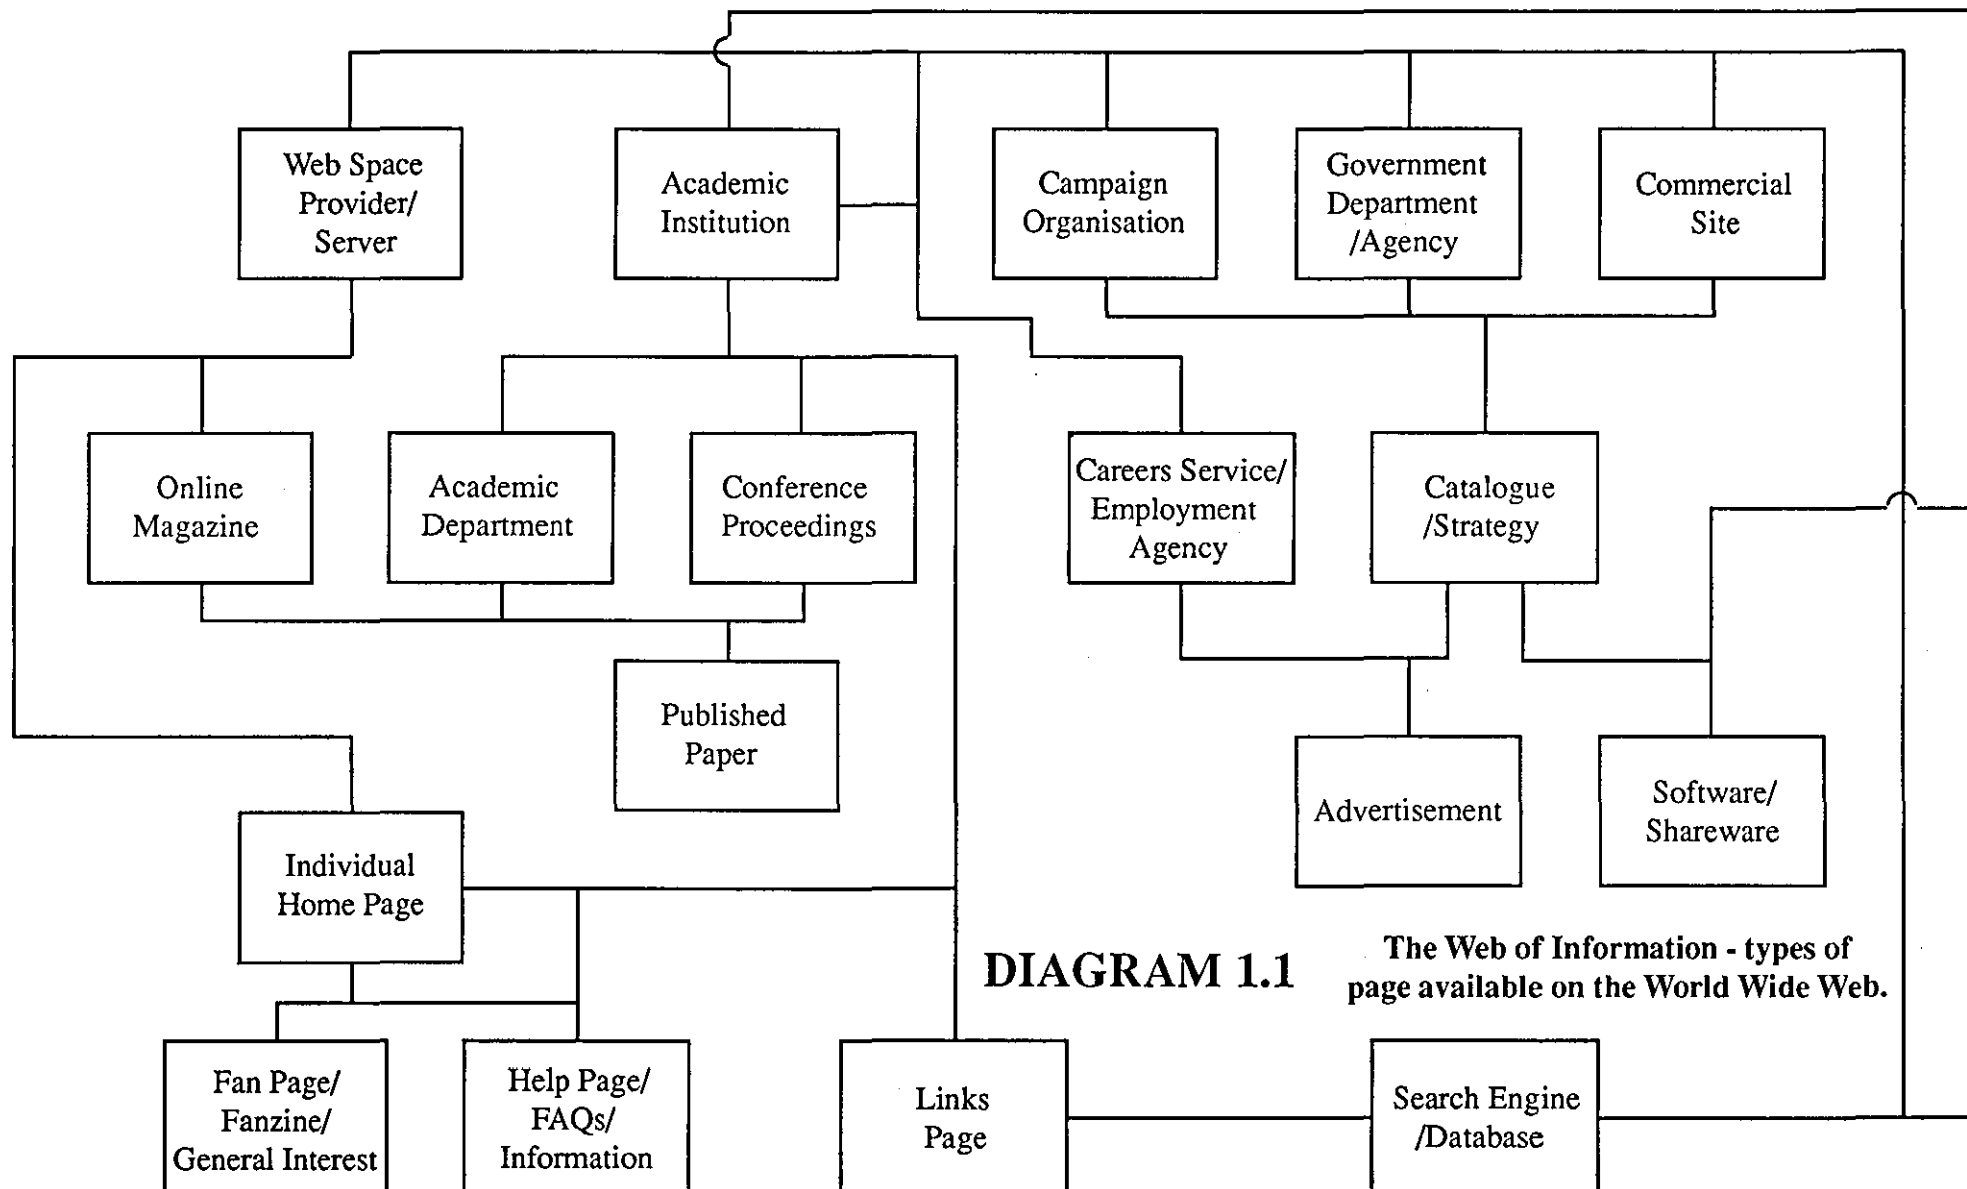 Web Space
Provider/
Server
Academic
Institution
Campaign
Organisation
Government
Department
/Agency
Commercial
Site
Online
Magazine
Academic
Department
Conference
Proceedings
Careers Service/
Employment
Agency
Catalogue
/Strategy
Published
Paper
Advertisement
Software/
Shareware
Individual
Home Page
DIAGRAM 1.1
The Web of Information - types of
page available on the World Wide Web.
Fan Page/
Fanzine/
General Interest
Help Page/
FAQs/
Information
Links
Page
Search Engine
/Database